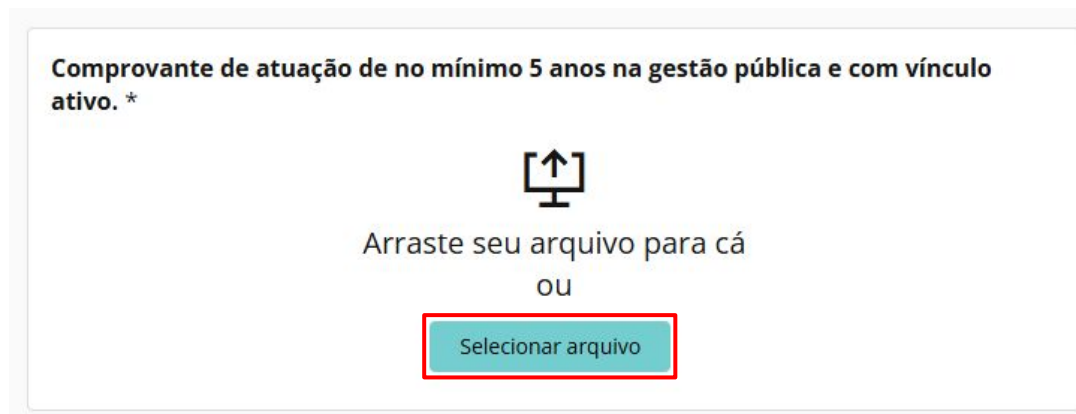 Comprovante de atuação de no mínimo 5 anos na gestão pública e com vínculo
ativo. *
Arraste seu arquivo para cá
ou
Selecionar arquivo